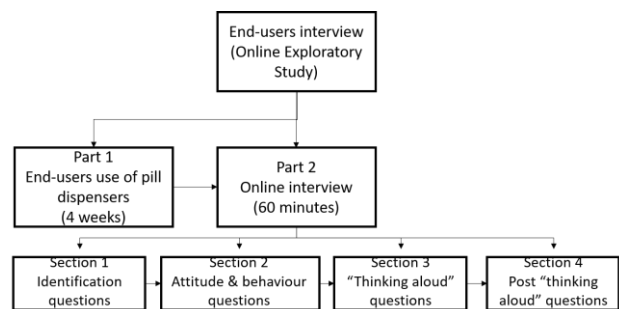 End-users interview
(Online Exploratory
Study)
Part 1
End-users use of pill
dispensers
(4 weeks)
Part 2
Online interview
(60 minutes)
Section 1
Identification
questions
Section 2
Attitude & behaviour
questions
Section 3
“Thinking aloud”
questions
Section 4
Post “thinking
aloud” questions